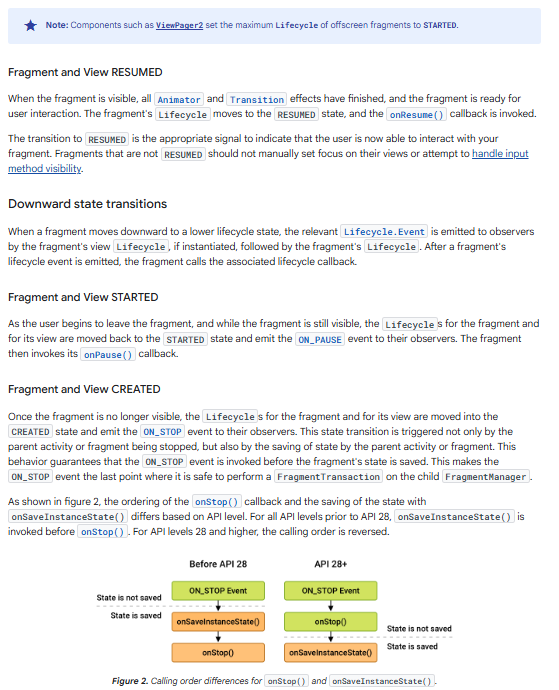 Note: Components such as ViewPager2 set the maximum Lifecycle of offscreen fragments to STARTED.
Fragment and View RESUMED
When the fragment is visible, all Animator and Transition effects have finished, and the fragment is ready for
user interaction. The fragment's Lifecycle moves to the RESUMED state, and the onResume() callback is invoked.
The transition to RESUMED is the appropriate signal to indicate that the user is now able to interact with your
fragment. Fragments that are not RESUMED should not manually set focus on their views or attempt to handle input
method visibility.
Downward state transitions
When a fragment moves downward to a lower lifecycle state, the relevant Lifecycle.Event is emitted to observers
by the fragment's view Lifecycle, if instantiated, followed by the fragment's Lifecycle. After a fragment's
lifecycle event is emitted, the fragment calls the associated lifecycle callback.
Fragment and View STARTED
As the user begins to leave the fragment, and while the fragment is still visible, the Lifecycles for the fragment and
for its view are moved back to the STARTED state and emit the ON_PAUSE event to their observers. The fragment
then invokes its onPause() callback.
Fragment and View CREATED
Once the fragment is no longer visible, the Lifecycles for the fragment and for its view are moved into the
CREATED state and emit the ON_STOP event to their observers. This state transition is triggered not only by the
parent activity or fragment being stopped, but also by the saving of state by the parent activity or fragment. This
behavior guarantees that the ON_STOP event is invoked before the fragment's state is saved. This makes the
ON_STOP event the last point where it is safe to perform a FragmentTransaction on the child FragmentManager.
As shown in figure 2, the ordering of the onStop() callback and the saving of the state with
onSaveInstanceState() differs based on API level. For all API levels prior to API 28, onSaveInstanceState() is
invoked before onStop(). For API levels 28 and higher, the calling order is reversed.
Before API 28
API 28+
ON_STOP Event
ON_STOP Event
State is not saved
State is saved
onSaveInstanceState()
onStop()
State is not saved
State is saved
onStop()
onSaveInstanceState()
Figure 2. Calling order differences for onStop() and onSaveInstanceState().